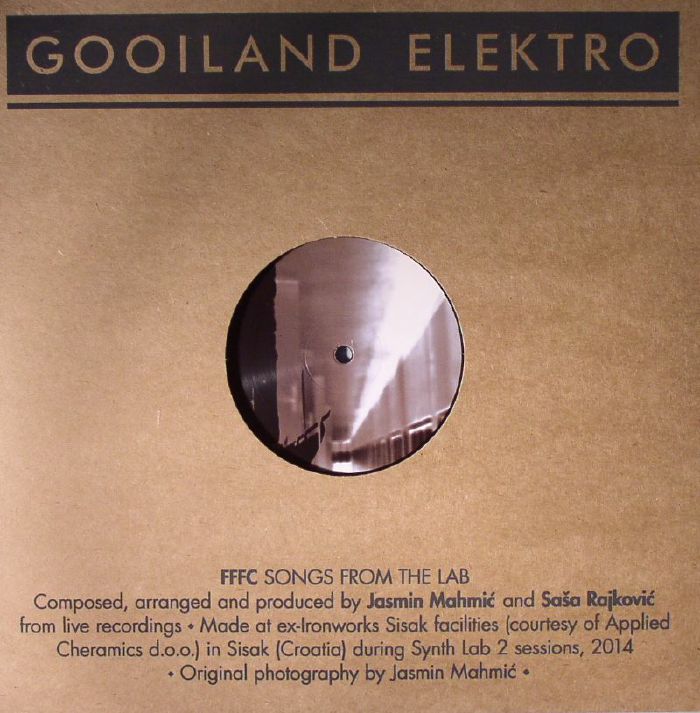 GOOILAND ELEKTRO
FFFC SONGS FROM THE LAB
Composed, arranged and produced by Jasmin Mahmić and Saša Rajković
from live recordings • Made at ex-Ironworks Sisak facilities (courtesy of Applied
Cheramics d.o.o.) in Sisak (Croatia) during Synth Lab 2 sessions, 2014
• Original photography by Jasmin Mahmić •